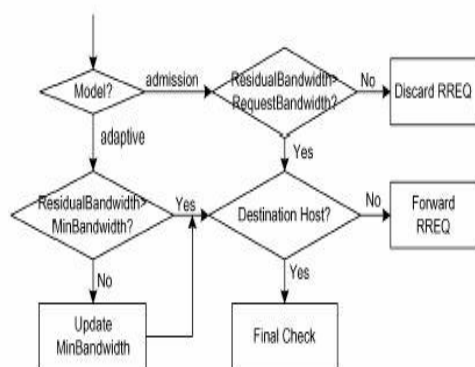 Model?
admission
ResidualBandwidth>
RequestBandwidth?
No
Discard RREQ
adaptive
Yes
ResidualBandwidth>
MinBandwidth?
Yes
Destination Host?
No
Forward
RREQ
No
Yes
Update
MinBandwidth
Final Check